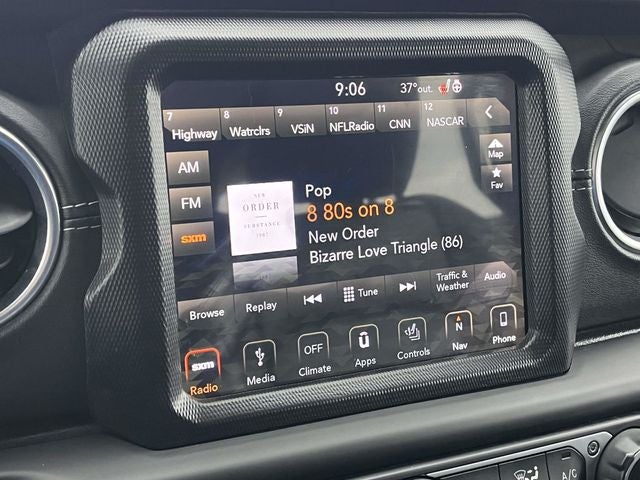 9:06 37°out.
7 Highway 8 Watrclrs 9 VSiN 10 NFLRadio 11 CNN 12 NASCAR
Map
Fav
AM
FM
sxm
NEW
ORDER
SUBSTANCE
1987
Pop
8 80s on 8
New Order
Bizarre Love Triangle (86)
Browse Replay Tune Traffic & Weather Audio
sxm OFF ū N
Radio Media Climate Apps Controls Nav Phone
A/C